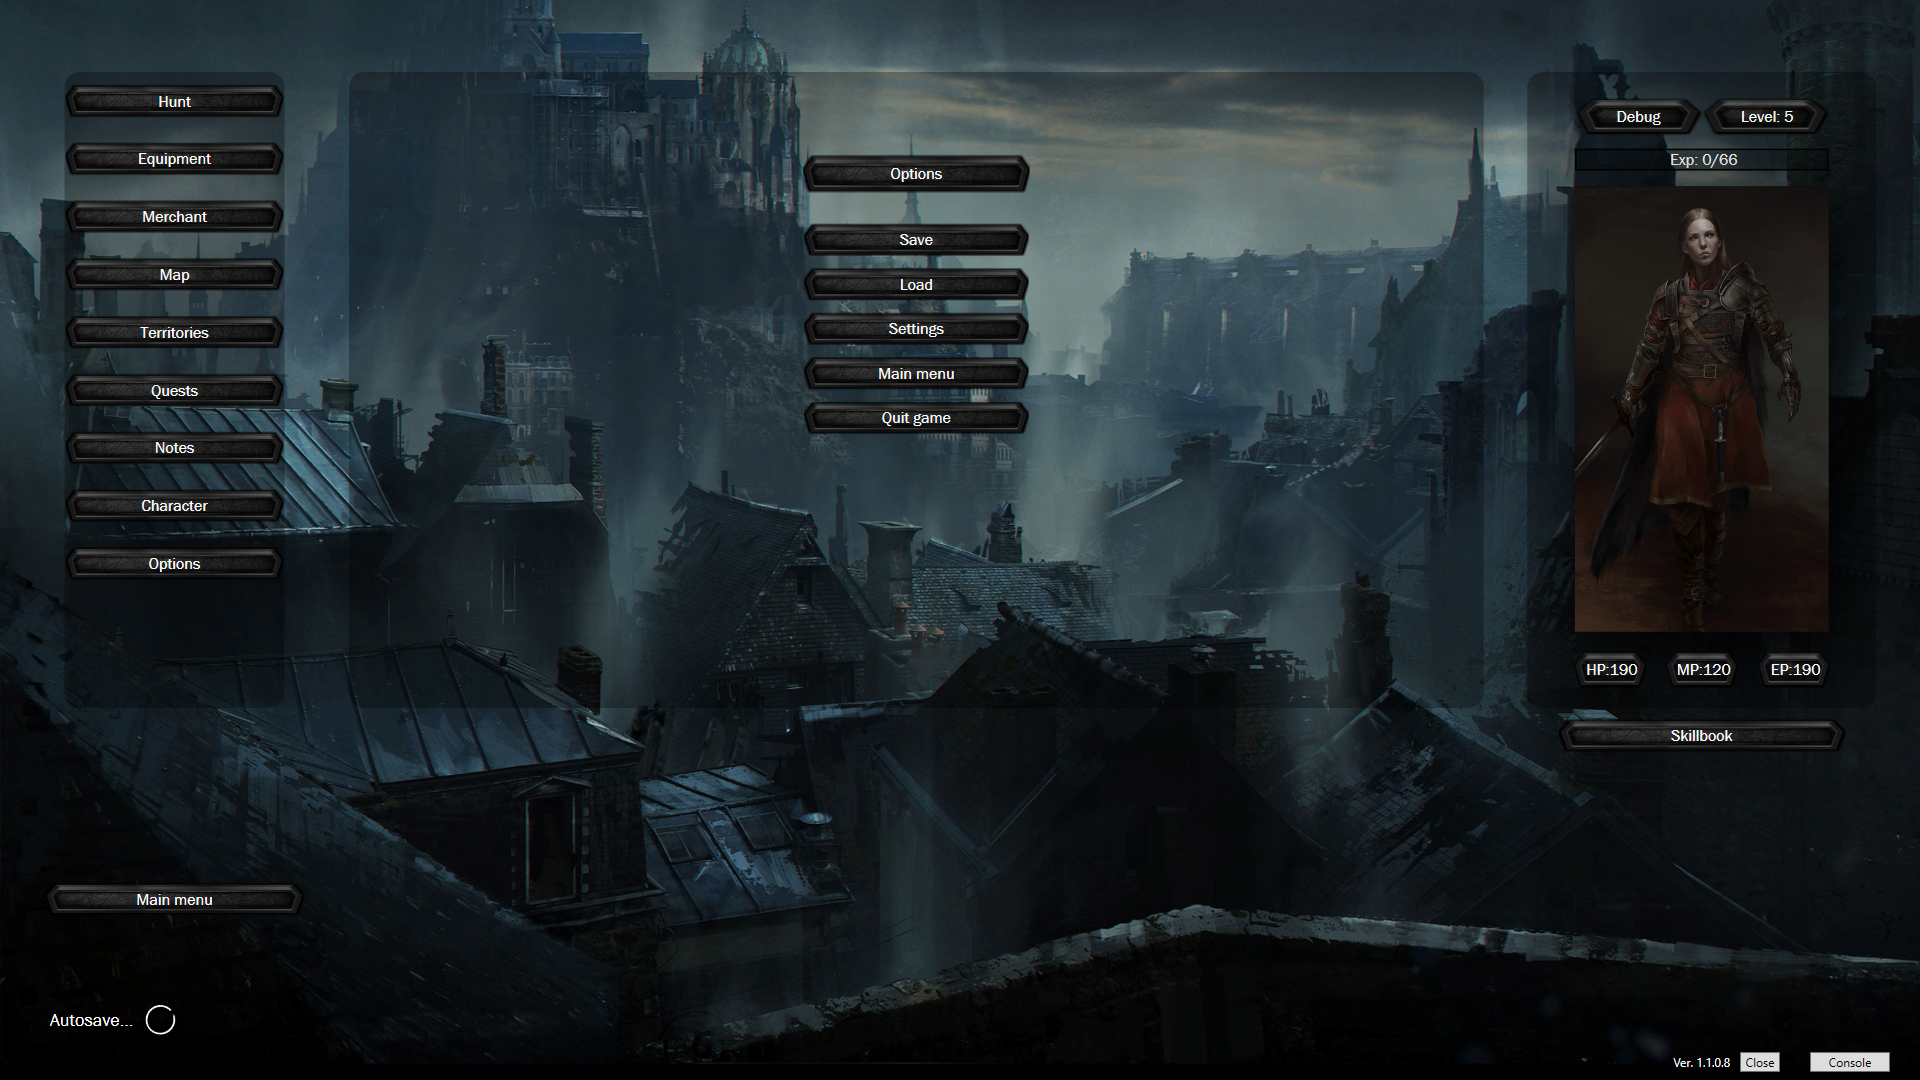 Hunt
Equipment
Merchant
Map
Territories
Quests
Notes
Character
Options
Main menu
Autosave...
Options
Save
Load
Settings
Main menu
Quit game
Debug
Level: 5
Exp: 0/66
HP:190
MP:120
EP:190
Skillbook
Ver. 1.1.0.8
Close
Console